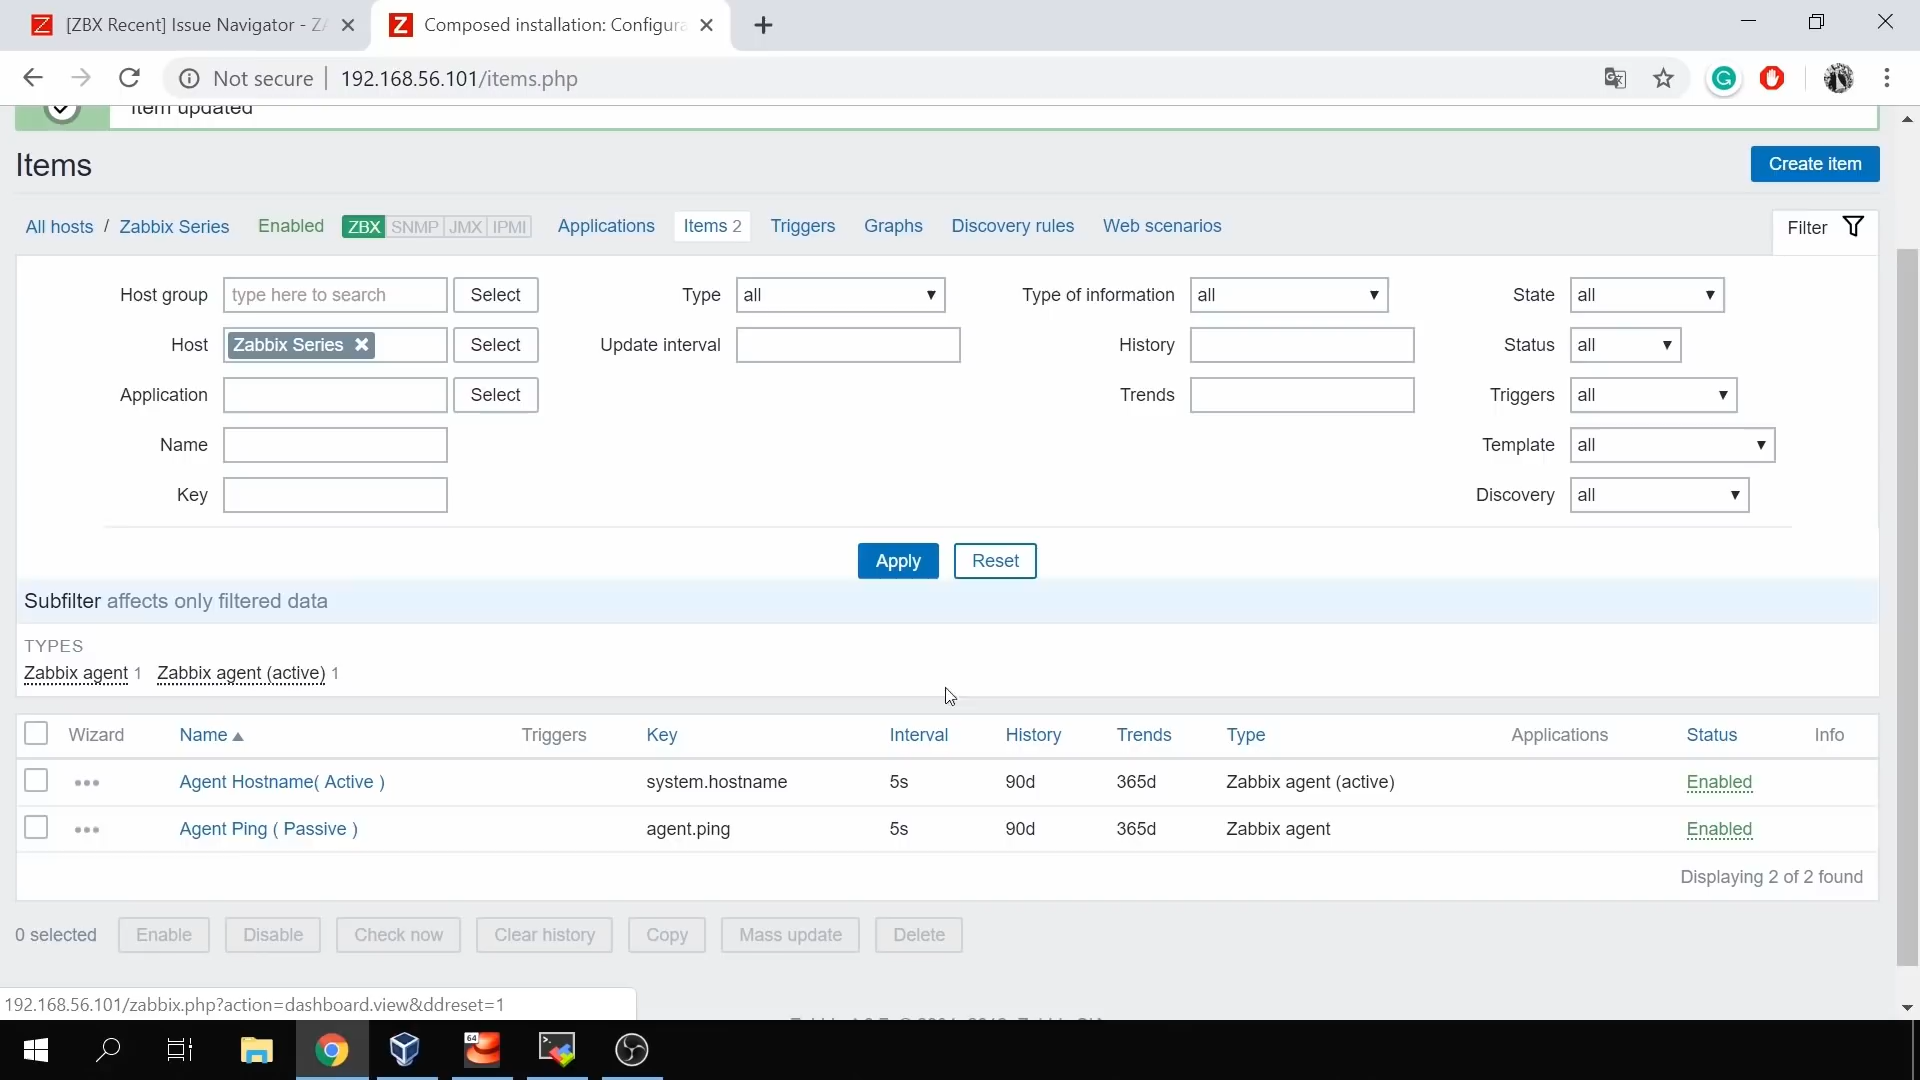 [ZBX Recent] Issue Navigator - ZA
Composed installation: Configura
Not secure | 192.168.56.101/items.php
Item updated
Items
Create item
All hosts / Zabbix Series Enabled ZBX SNMP JMX IPMI Applications Items 2 Triggers Graphs Discovery rules Web scenarios Filter
Host group type here to search Select Type all Type of information all State all
Host Zabbix Series Select Update interval History Status all
Application Select Trends Triggers all
Name Template all
Key Discovery all
Apply Reset
Subfilter affects only filtered data
TYPES
Zabbix agent 1 Zabbix agent (active) 1
Wizard Name Triggers Key Interval History Trends Type Applications Status Info
Agent Hostname( Active ) system.hostname 5s 90d 365d Zabbix agent (active) Enabled
Agent Ping ( Passive ) agent.ping 5s 90d 365d Zabbix agent Enabled
Displaying 2 of 2 found
0 selected Enable Disable Check now Clear history Copy Mass update Delete
192.168.56.101/zabbix.php?action=dashboard.view&ddreset=1
64